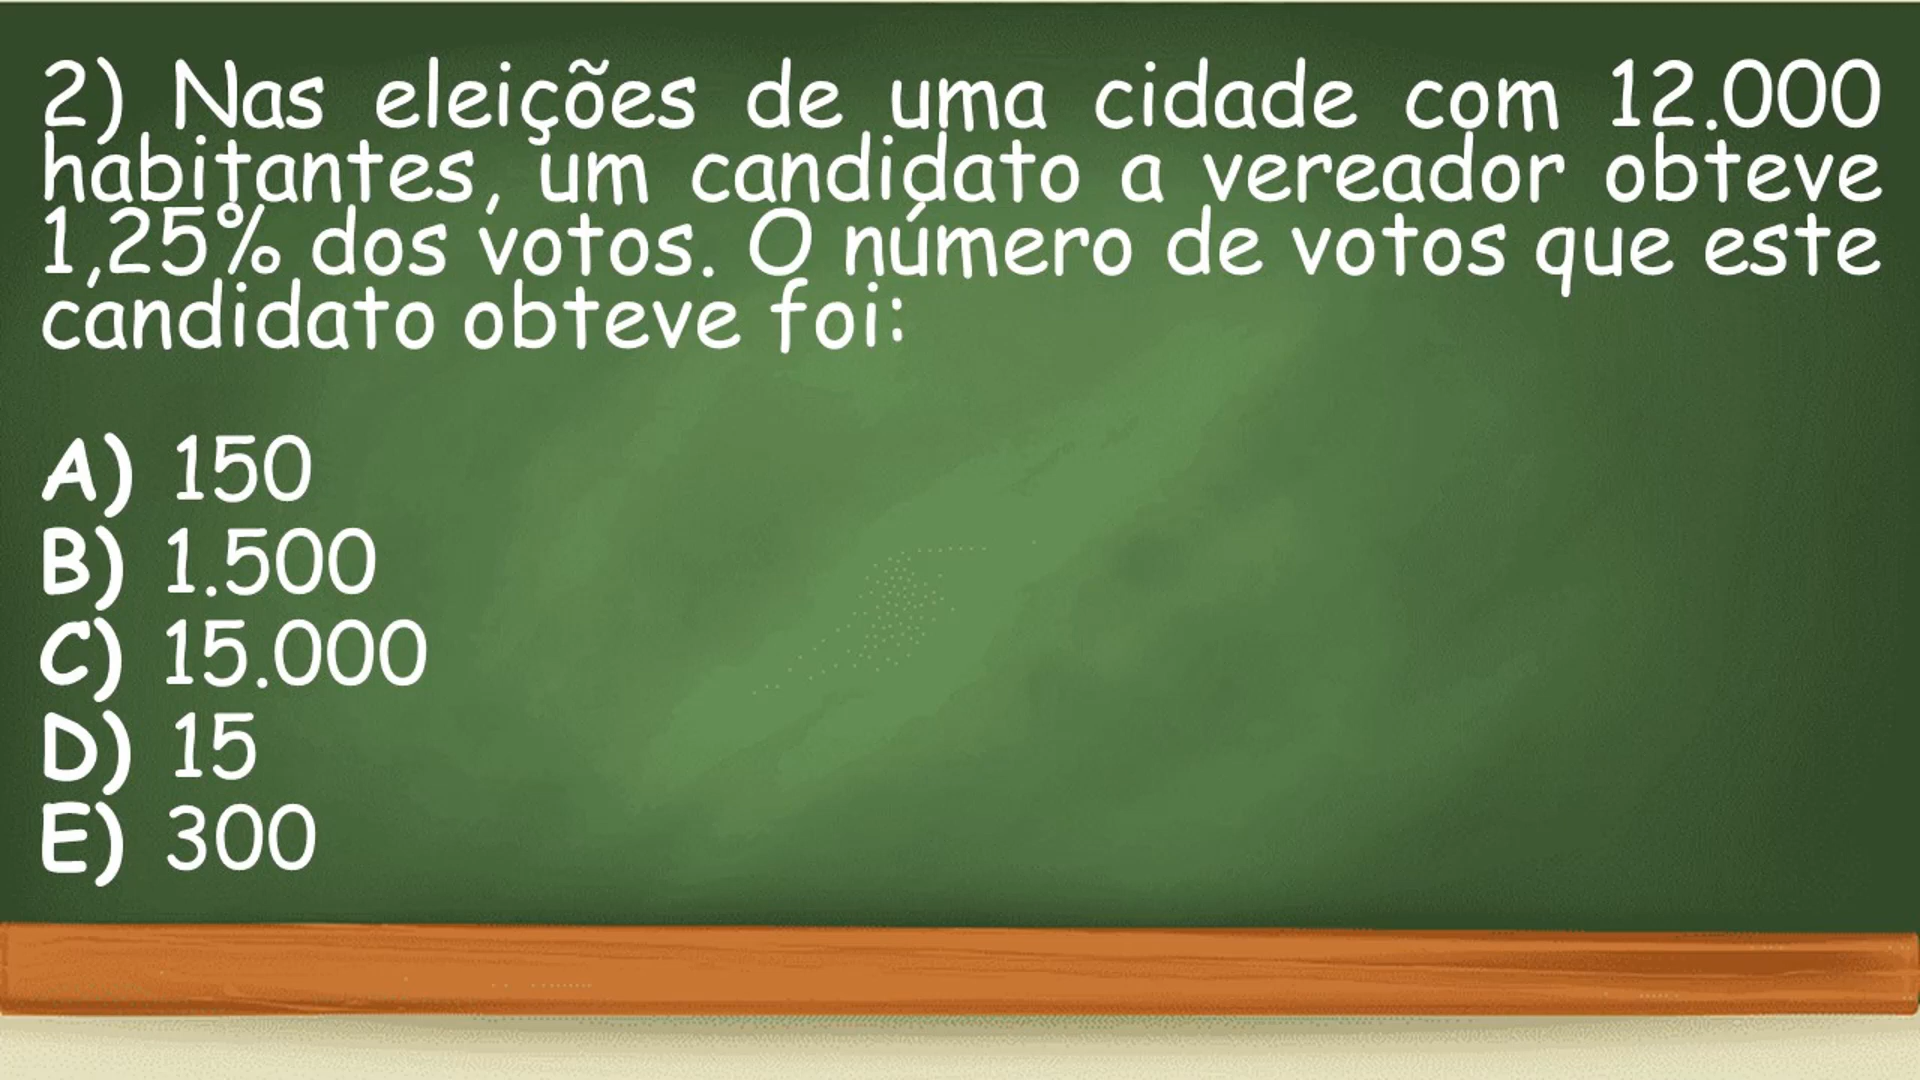 2) Nas eleições de uma cidade com 12.000
habitantes, um candidato a vereador obteve
1,25% dos votos. O número de votos que este
candidato obteve foi:
A) 150
B) 1.500
C) 15.000
D) 15
E) 300